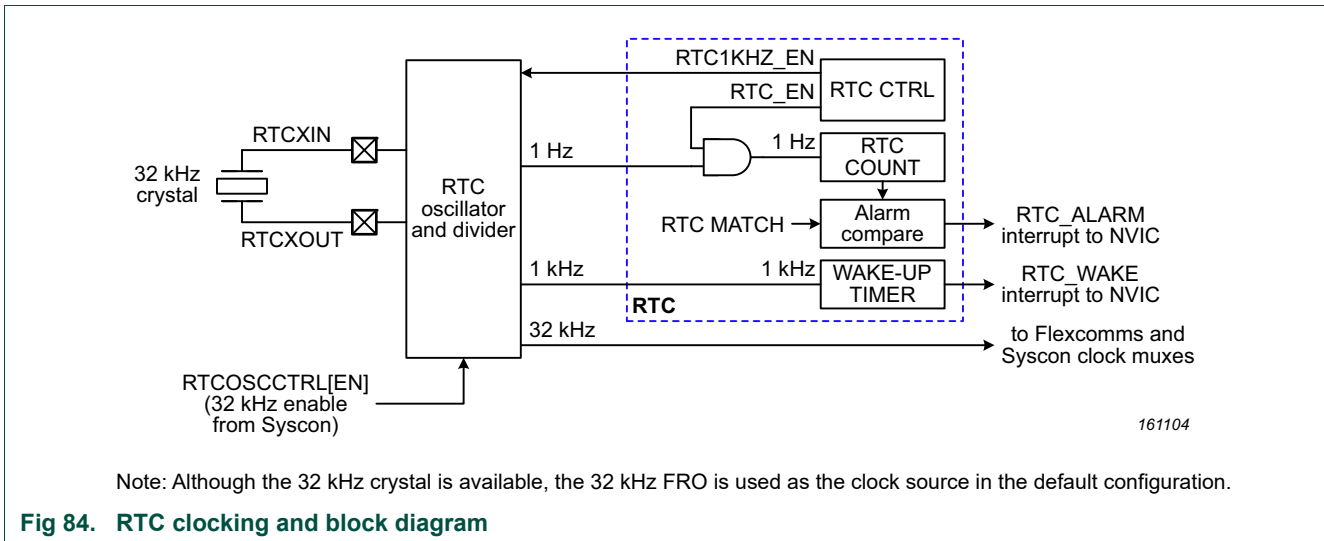 RTC1KHZ_EN
RTC CTRL
RTC_EN
RTCXIN
1 Hz
1 Hz
RTC
COUNT
32 kHz
crystal
RTC
oscillator
and divider
RTCXOUT
RTC MATCH
Alarm
compare
RTC_ALARM
interrupt to NVIC
1 kHz
1 kHz
WAKE-UP
TIMER
RTC_WAKE
interrupt to NVIC
RTC
32 kHz
to Flexcomms and
Syscon clock muxes
RTCOSCCTRL[EN]
(32 kHz enable
from Syscon)
161104
Note: Although the 32 kHz crystal is available, the 32 kHz FRO is used as the clock source in the default configuration.
Fig 84. RTC clocking and block diagram